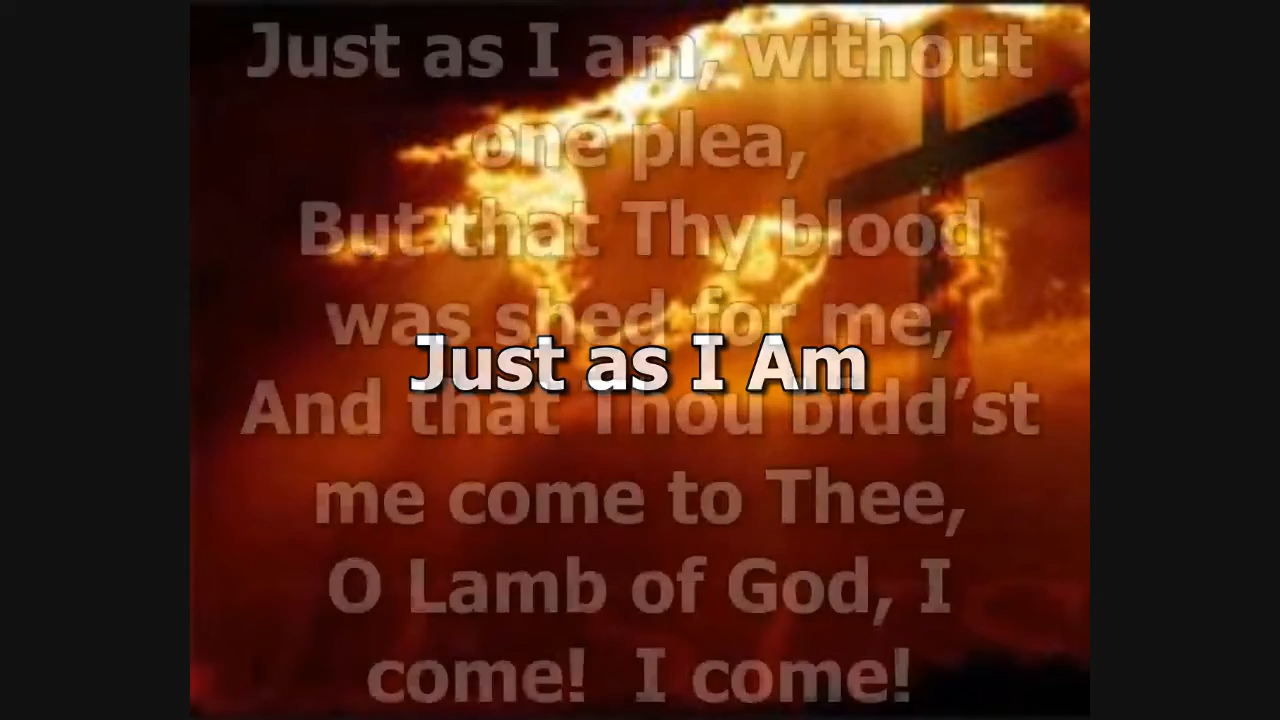 Just as I am, without
one plea,
But that Thy blood
was shed for me,
Just as I Am
And that Thou bidd’st
me come to Thee,
O Lamb of God, I
come!  I come!